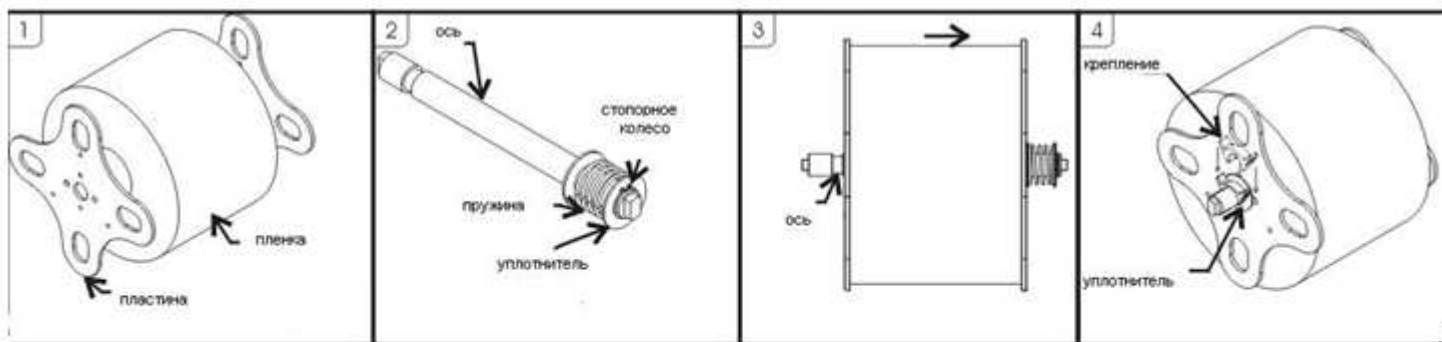 1
пленка
пластина
2
ось
стопорное
колесо
пружина
уплотнитель
3
ось
4
крепление
уплотнитель